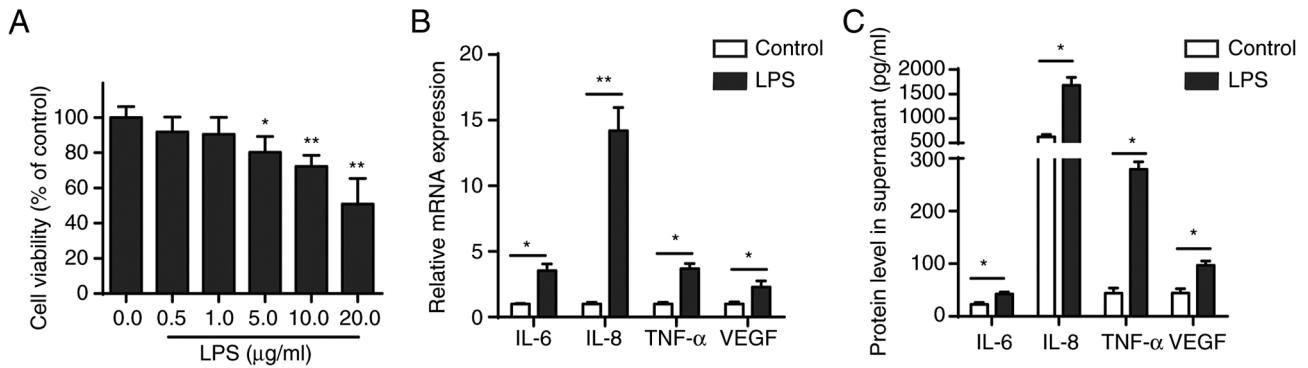 A
Cell viability (% of control)
100
80
60
40
20
0
*
**
**
0.0 0.5 1.0 5.0 10.0 20.0
LPS (μg/ml)
B
Control
LPS
Relative mRNA expression
20
15
10
5
0
*
**
*
*
IL-6 IL-8 TNF-α VEGF
C
Control
LPS
Protein level in supernatant (pg/ml)
2000
1500
1000
500
300
200
100
0
*
*
*
*
IL-6 IL-8 TNF-α VEGF